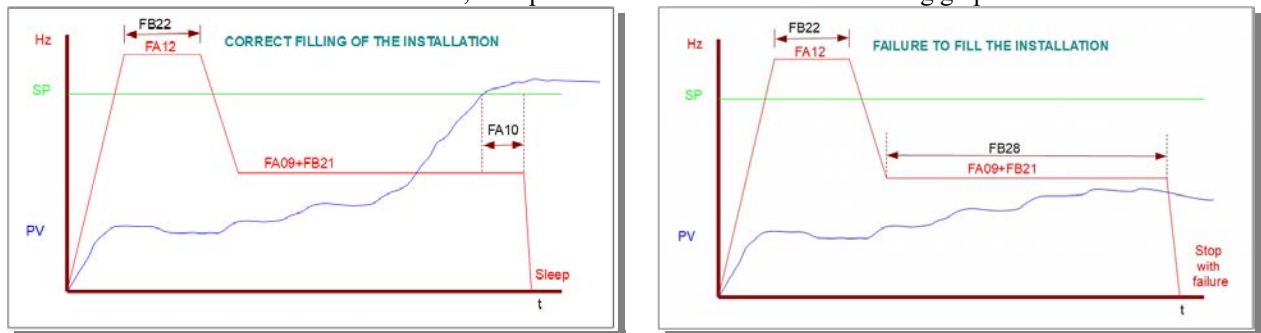 FB22
Hz
FA12
CORRECT FILLING OF THE INSTALLATION
SP
FA10
FA09+FB21
PV
Sleep
t
FB22
Hz
FA12
FAILURE TO FILL THE INSTALLATION
SP
FB28
FA09+FB21
PV
Stop
with
failure
t